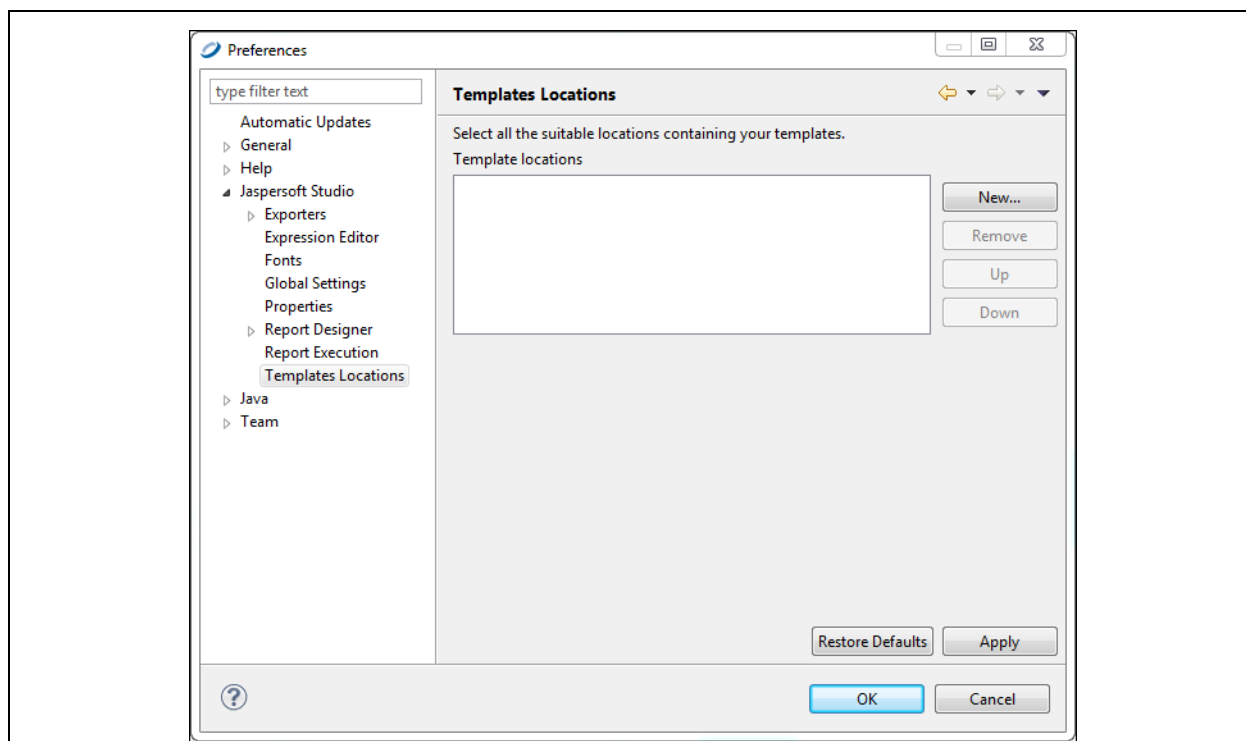 Preferences
type filter text
Automatic Updates
General
Help
Jaspersoft Studio
Exporters
Expression Editor
Fonts
Global Settings
Properties
Report Designer
Report Execution
Templates Locations
Java
Team
Templates Locations
Select all the suitable locations containing your templates.
Template locations
New...
Remove
Up
Down
Restore Defaults
Apply
?
OK
Cancel